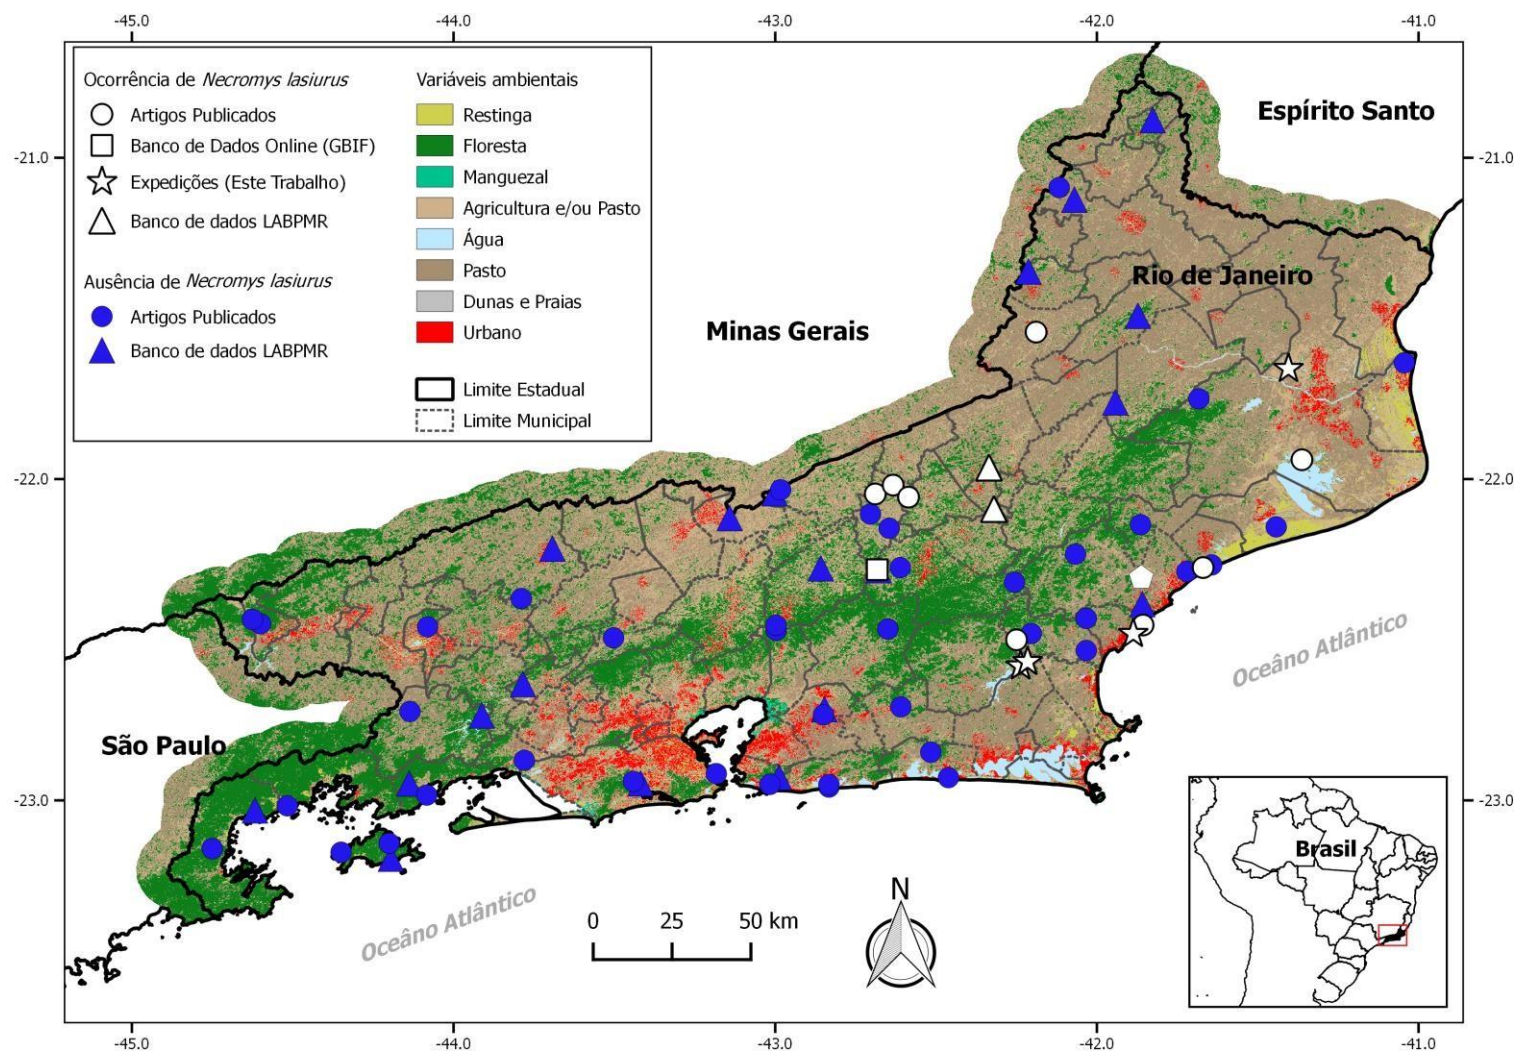 -45.0 -44.0 -43.0 -42.0 -41.0
Ocorrência de Necromys lasiurus
Artigos Publicados
Banco de Dados Online (GBIF)
Expedições (Este Trabalho)
Banco de dados LABPMR
Ausência de Necromys lasiurus
Artigos Publicados
Banco de dados LABPMR
Variáveis ambientais
Restinga
Floresta
Manguezal
Agricultura e/ou Pasto
Água
Pasto
Dunas e Praias
Urbano
Limite Estadual
Limite Municipal
Espírito Santo
-21.0 -21.0
Rio de Janeiro
Minas Gerais
-22.0 -22.0
Oceâno Atlântico
São Paulo
-23.0 -23.0
Brasil
N
Oceâno Atlântico
0 25 50 km
-45.0 -44.0 -43.0 -42.0 -41.0